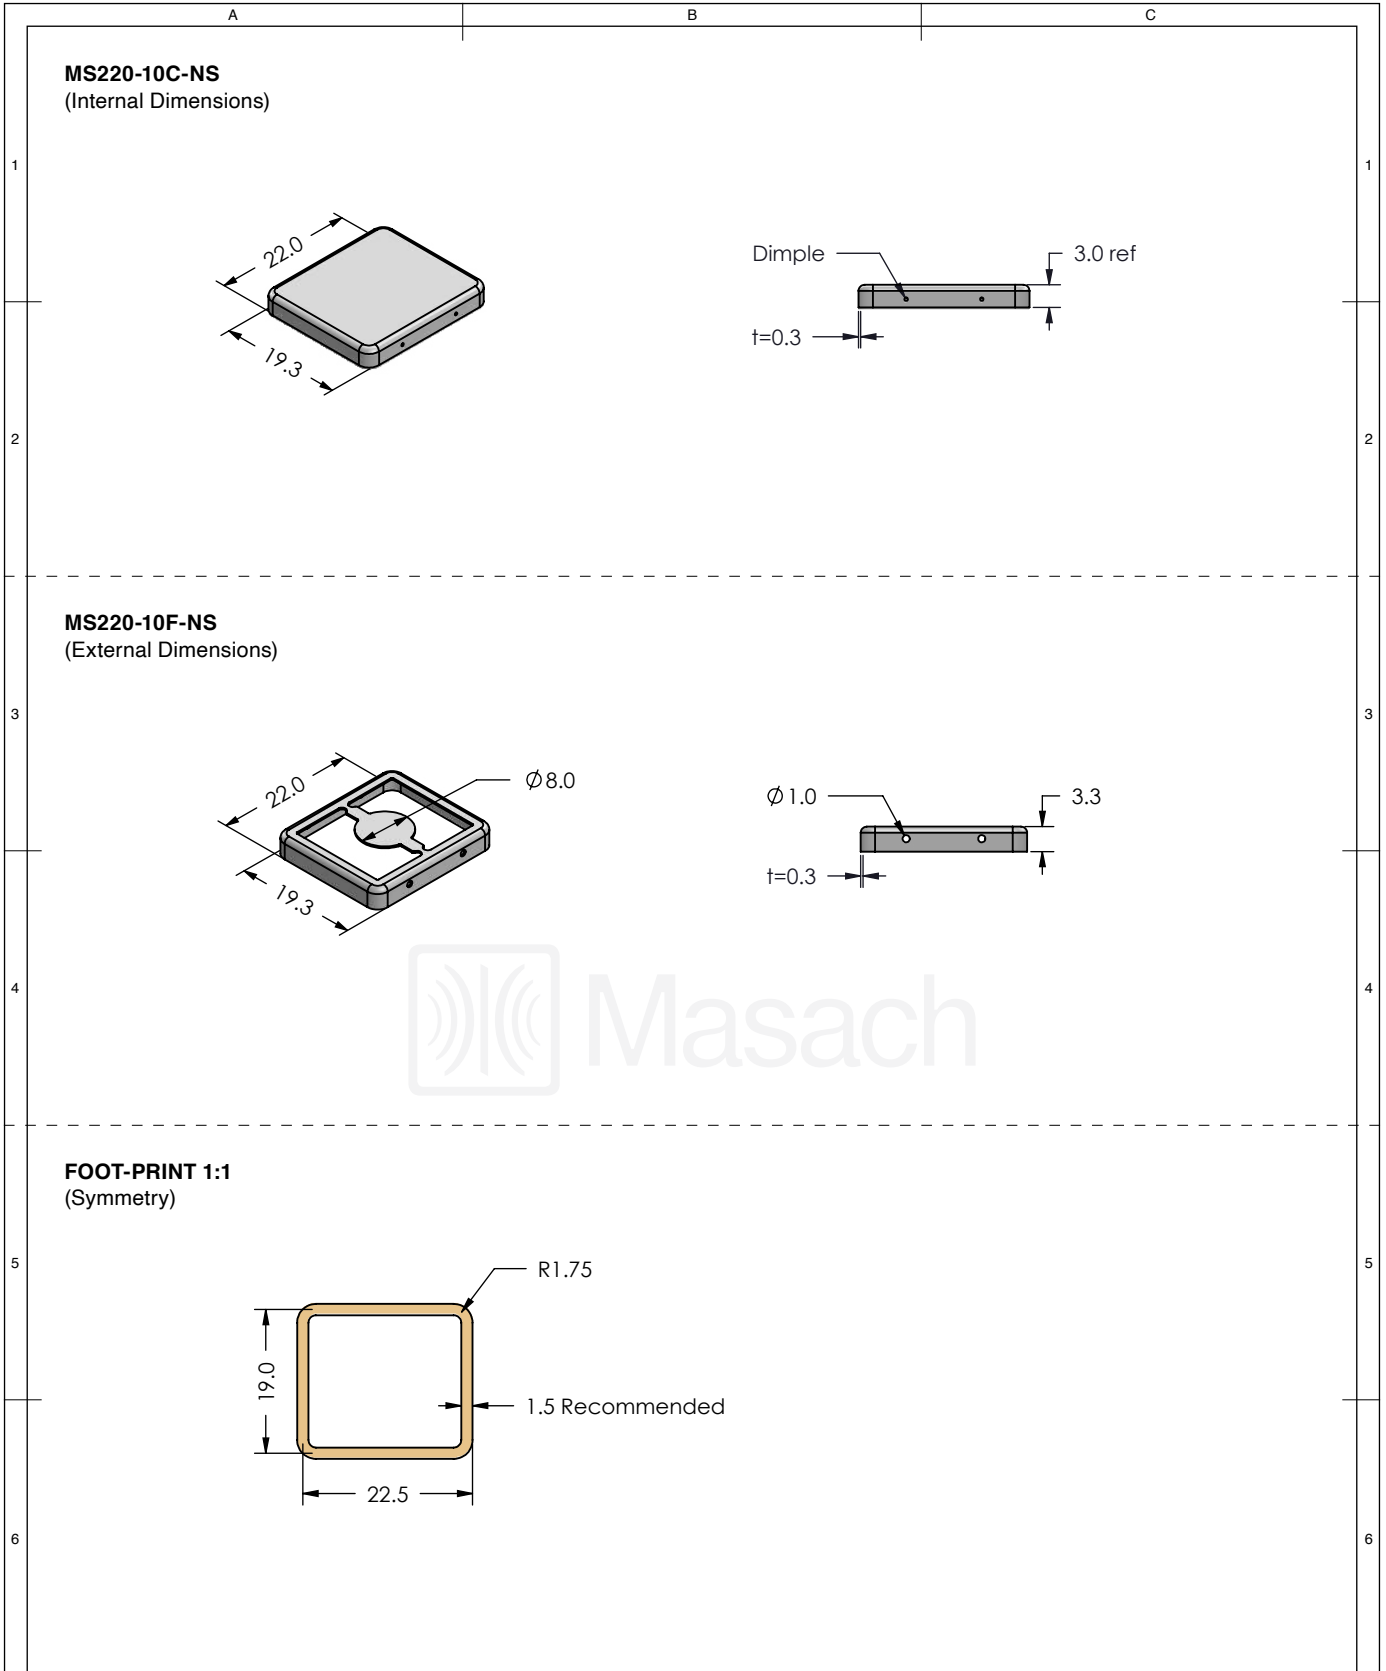 A B C
MS220-10C-NS
(Internal Dimensions)
1 1
22.0
Dimple
3.0 ref
19.3
t=0.3
2 2
MS220-10F-NS
(External Dimensions)
3 3
22.0
Ø8.0
Ø1.0
3.3
19.3
t=0.3
Masach
4 4
FOOT-PRINT 1:1
(Symmetry)
5 5
R1.75
19.0
1.5 Recommended
22.5
6 6